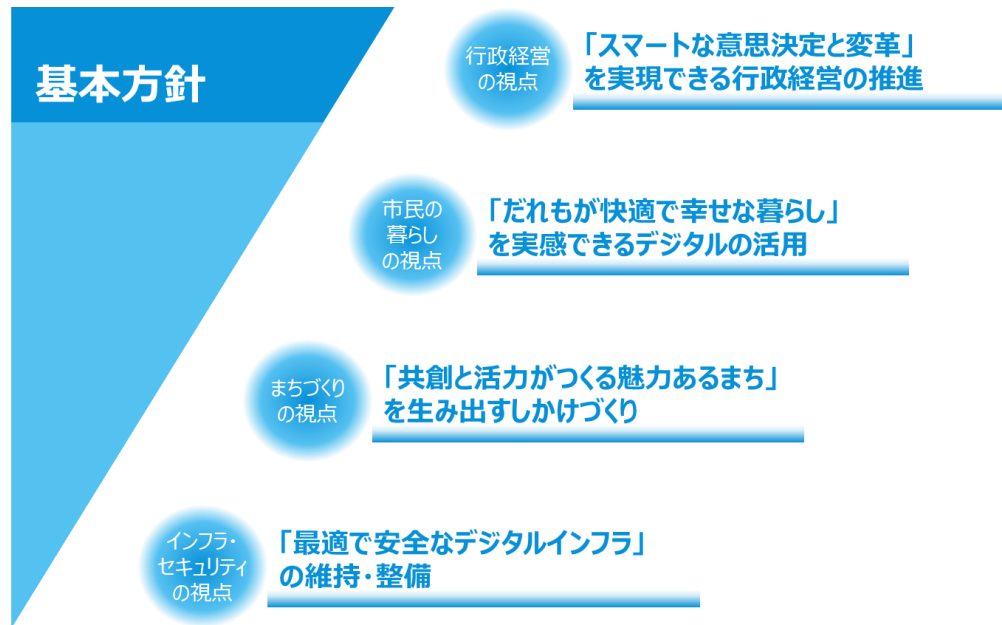 基本方針
行政経営
の視点
「スマートな意思決定と変革」
を実現できる行政経営の推進
市民の
暮らし
の視点
「だれもが快適で幸せな暮らし」
を実感できるデジタルの活用
まちづくり
の視点
「共創と活力がつくる魅力あるまち」
を生み出すしかけづくり
インフラ・
セキュリティ
の視点
「最適で安全なデジタルインフラ」
の維持・整備